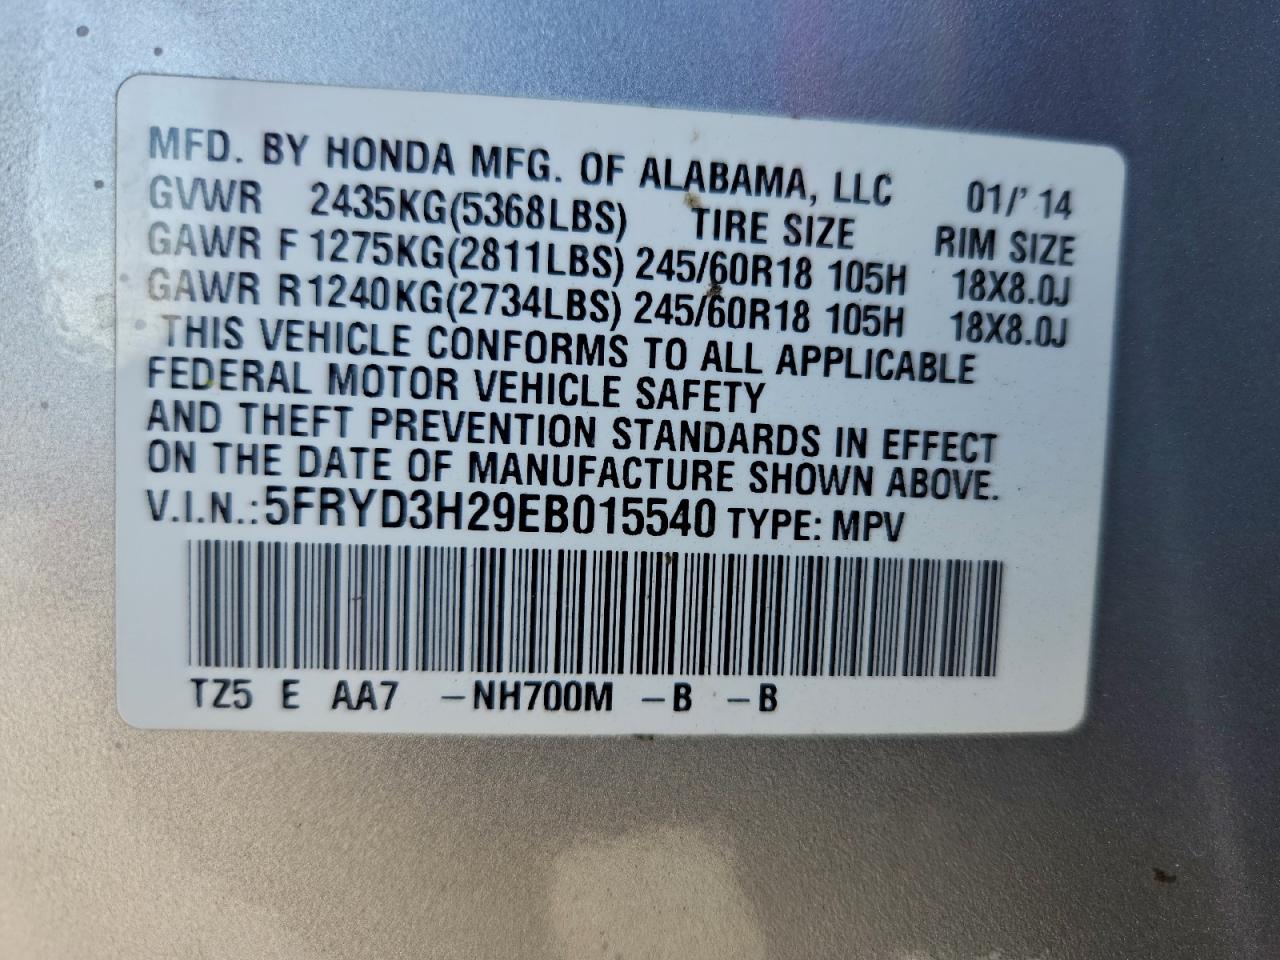 MFD. BY HONDA MFG. OF ALABAMA, LLC 01/' 14
GVWR 2435KG(5368LBS) TIRE SIZE RIM SIZE
GAWR F 1275KG(2811LBS) 245/60R18 105H 18X8.0J
GAWR R 1240KG(2734LBS) 245/60R18 105H 18X8.0J
THIS VEHICLE CONFORMS TO ALL APPLICABLE
FEDERAL MOTOR VEHICLE SAFETY
AND THEFT PREVENTION STANDARDS IN EFFECT
ON THE DATE OF MANUFACTURE SHOWN ABOVE.
V.I.N.: 5FRYD3H29EB015540 TYPE: MPV
TZ5 E AA7 –NH700M –B –B